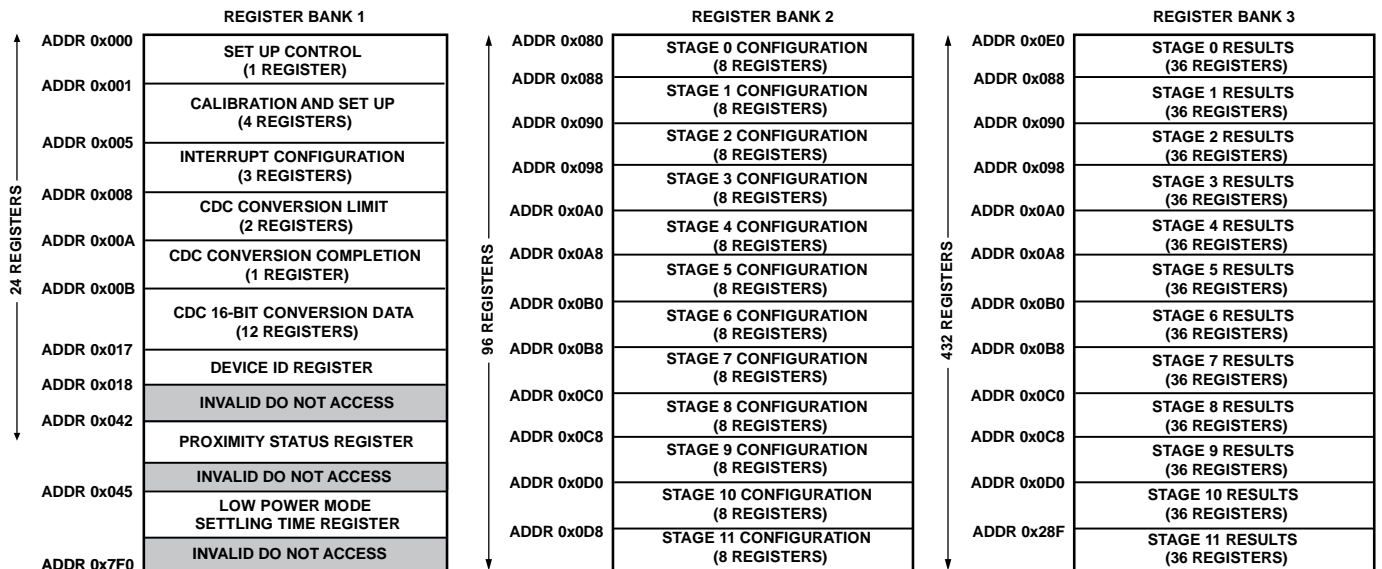 REGISTER BANK 1
24 REGISTERS
ADDR 0x000
SET UP CONTROL
(1 REGISTER)
ADDR 0x001
CALIBRATION AND SET UP
(4 REGISTERS)
ADDR 0x005
INTERRUPT CONFIGURATION
(3 REGISTERS)
ADDR 0x008
CDC CONVERSION LIMIT
(2 REGISTERS)
ADDR 0x00A
CDC CONVERSION COMPLETION
(1 REGISTER)
ADDR 0x00B
CDC 16-BIT CONVERSION DATA
(12 REGISTERS)
ADDR 0x017
DEVICE ID REGISTER
ADDR 0x018
INVALID DO NOT ACCESS
ADDR 0x042
PROXIMITY STATUS REGISTER
INVALID DO NOT ACCESS
ADDR 0x045
LOW POWER MODE
SETTLING TIME REGISTER
INVALID DO NOT ACCESS
ADDR 0x7F0
REGISTER BANK 2
96 REGISTERS
ADDR 0x080
STAGE 0 CONFIGURATION
(8 REGISTERS)
ADDR 0x088
STAGE 1 CONFIGURATION
(8 REGISTERS)
ADDR 0x090
STAGE 2 CONFIGURATION
(8 REGISTERS)
ADDR 0x098
STAGE 3 CONFIGURATION
(8 REGISTERS)
ADDR 0x0A0
STAGE 4 CONFIGURATION
(8 REGISTERS)
ADDR 0x0A8
STAGE 5 CONFIGURATION
(8 REGISTERS)
ADDR 0x0B0
STAGE 6 CONFIGURATION
(8 REGISTERS)
ADDR 0x0B8
STAGE 7 CONFIGURATION
(8 REGISTERS)
ADDR 0x0C0
STAGE 8 CONFIGURATION
(8 REGISTERS)
ADDR 0x0C8
STAGE 9 CONFIGURATION
(8 REGISTERS)
ADDR 0x0D0
STAGE 10 CONFIGURATION
(8 REGISTERS)
ADDR 0x0D8
STAGE 11 CONFIGURATION
(8 REGISTERS)
REGISTER BANK 3
432 REGISTERS
ADDR 0x0E0
STAGE 0 RESULTS
(36 REGISTERS)
ADDR 0x088
STAGE 1 RESULTS
(36 REGISTERS)
ADDR 0x090
STAGE 2 RESULTS
(36 REGISTERS)
ADDR 0x098
STAGE 3 RESULTS
(36 REGISTERS)
ADDR 0x0A0
STAGE 4 RESULTS
(36 REGISTERS)
ADDR 0x0A8
STAGE 5 RESULTS
(36 REGISTERS)
ADDR 0x0B0
STAGE 6 RESULTS
(36 REGISTERS)
ADDR 0x0B8
STAGE 7 RESULTS
(36 REGISTERS)
ADDR 0x0C0
STAGE 8 RESULTS
(36 REGISTERS)
ADDR 0x0C8
STAGE 9 RESULTS
(36 REGISTERS)
ADDR 0x0D0
STAGE 10 RESULTS
(36 REGISTERS)
ADDR 0x28F
STAGE 11 RESULTS
(36 REGISTERS)